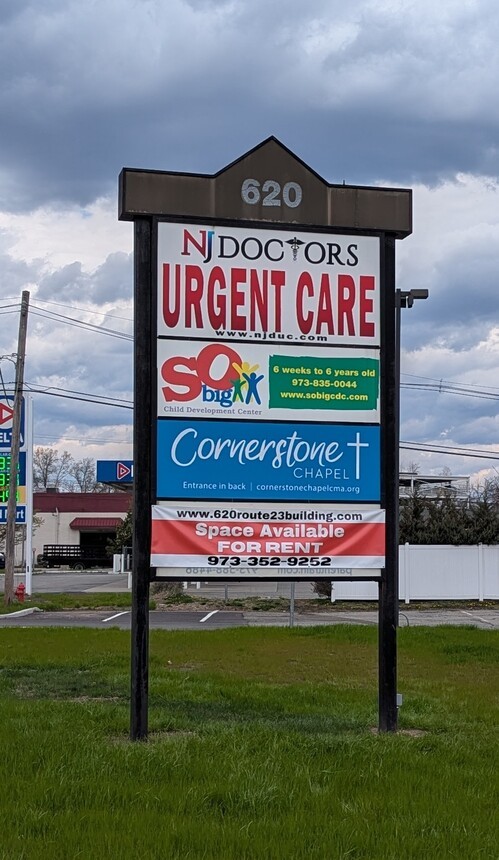 620
NJ DOCTORS
URGENT CARE
www.njduc.com
SO big
Child Development Center
6 weeks to 6 years old
973-835-0044
www.sobigcdc.com
Cornerstone
CHAPEL
Entrance in back | cornerstonechapelcma.org
www.620route23building.com
Space Available
FOR RENT
973-352-9252